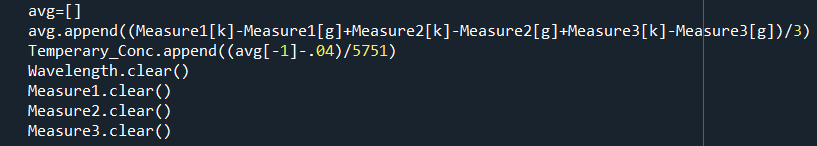 avg=[]
avg.append((Measure1[k]-Measure1[g]+Measure2[k]-Measure2[g]+Measure3[k]-Measure3[g])/3)
Temperary_Conc.append((avg[-1]-.04)/5751)
Wavelength.clear()
Measure1.clear()
Measure2.clear()
Measure3.clear()